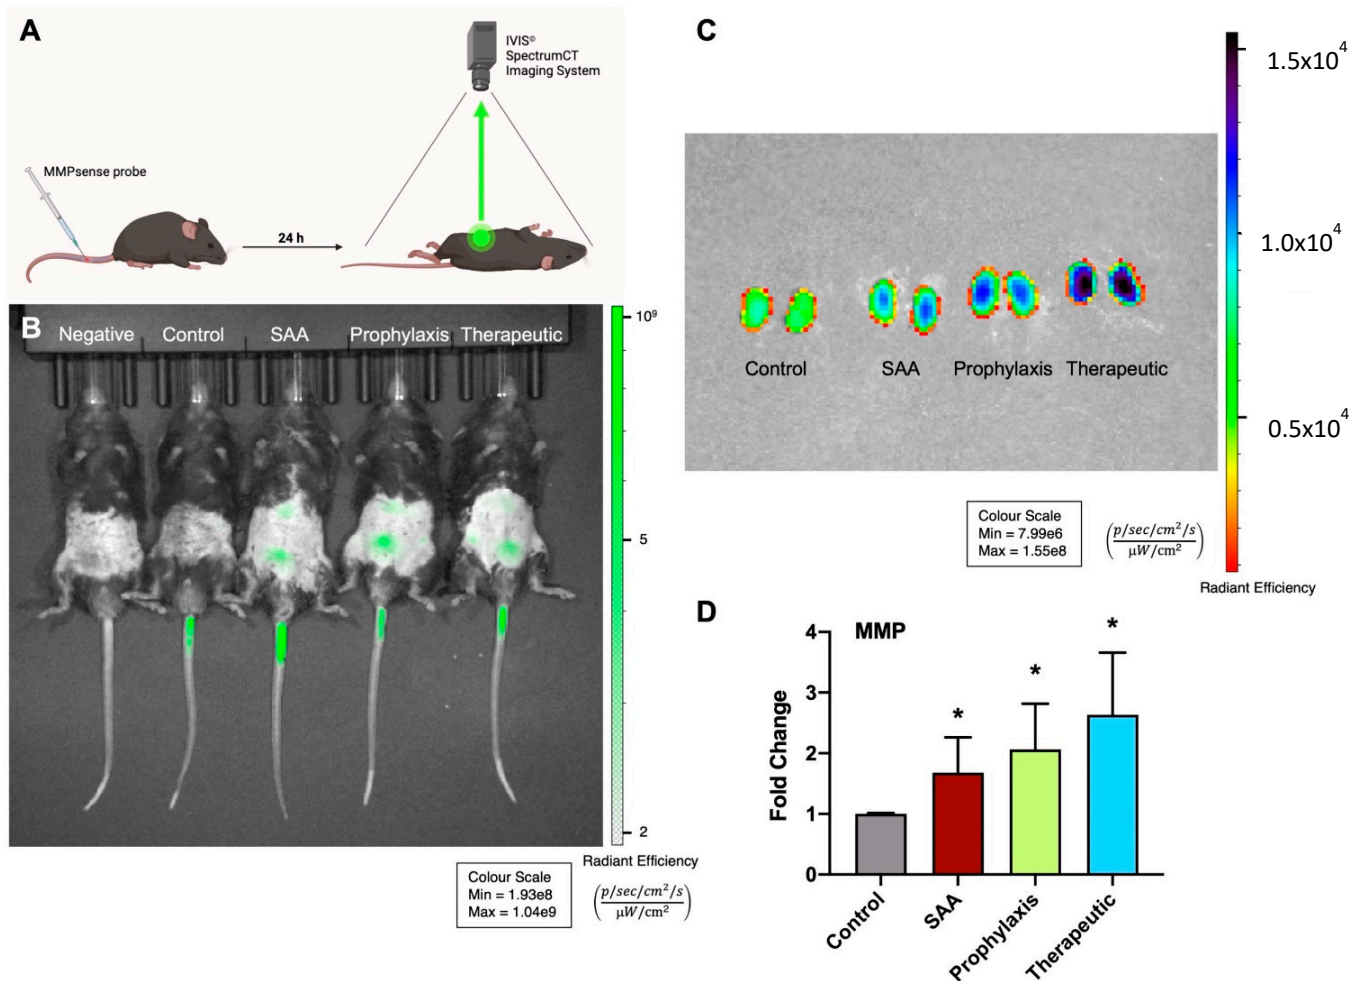 A
IVIS©
SpectrumCT
Imaging System
MMPsense probe
24 h
B
Negative
Control
SAA
Prophylaxis
Therapeutic
10⁹
5
2
Radiant Efficiency
Colour Scale
Min = 1.93e8
Max = 1.04e9
(p/sec/cm²/s
µW/cm²)
C
1.5x10⁴
1.0x10⁴
0.5x10⁴
Control
SAA
Prophylaxis
Therapeutic
Colour Scale
Min = 7.99e6
Max = 1.55e8
(p/sec/cm²/s
µW/cm²)
Radiant Efficiency
D
MMP
Fold Change
4
3
2
1
0
*
*
*
Control
SAA
Prophylaxis
Therapeutic